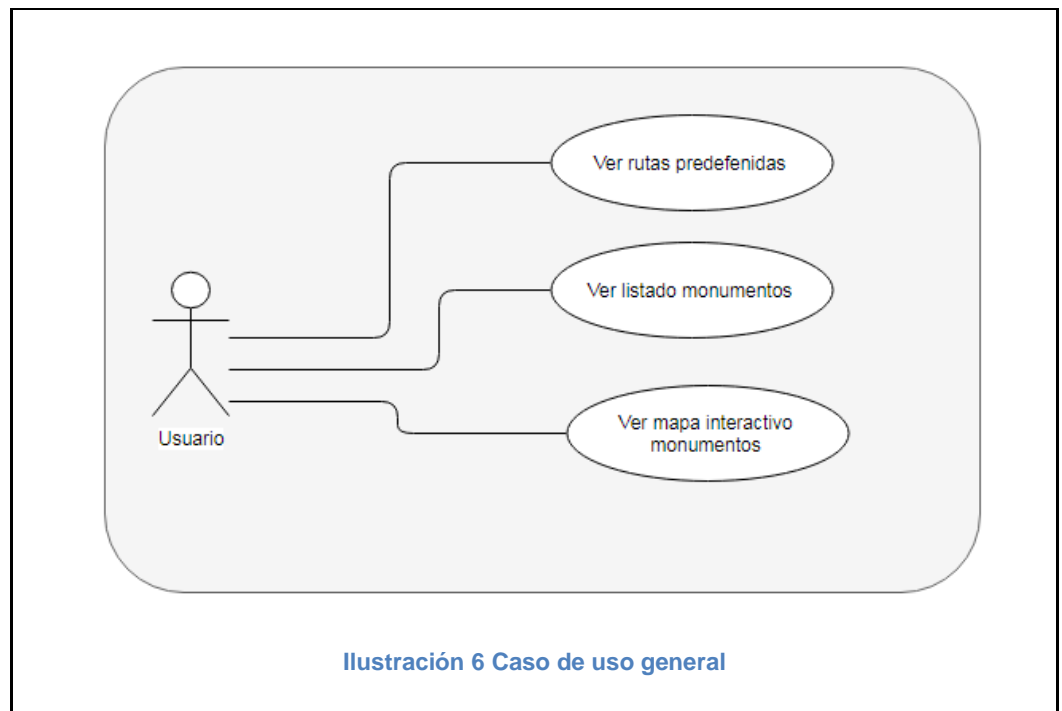 Ver rutas predefenidas
Ver listado monumentos
Ver mapa interactivo
monumentos
Usuario
Ilustración 6 Caso de uso general